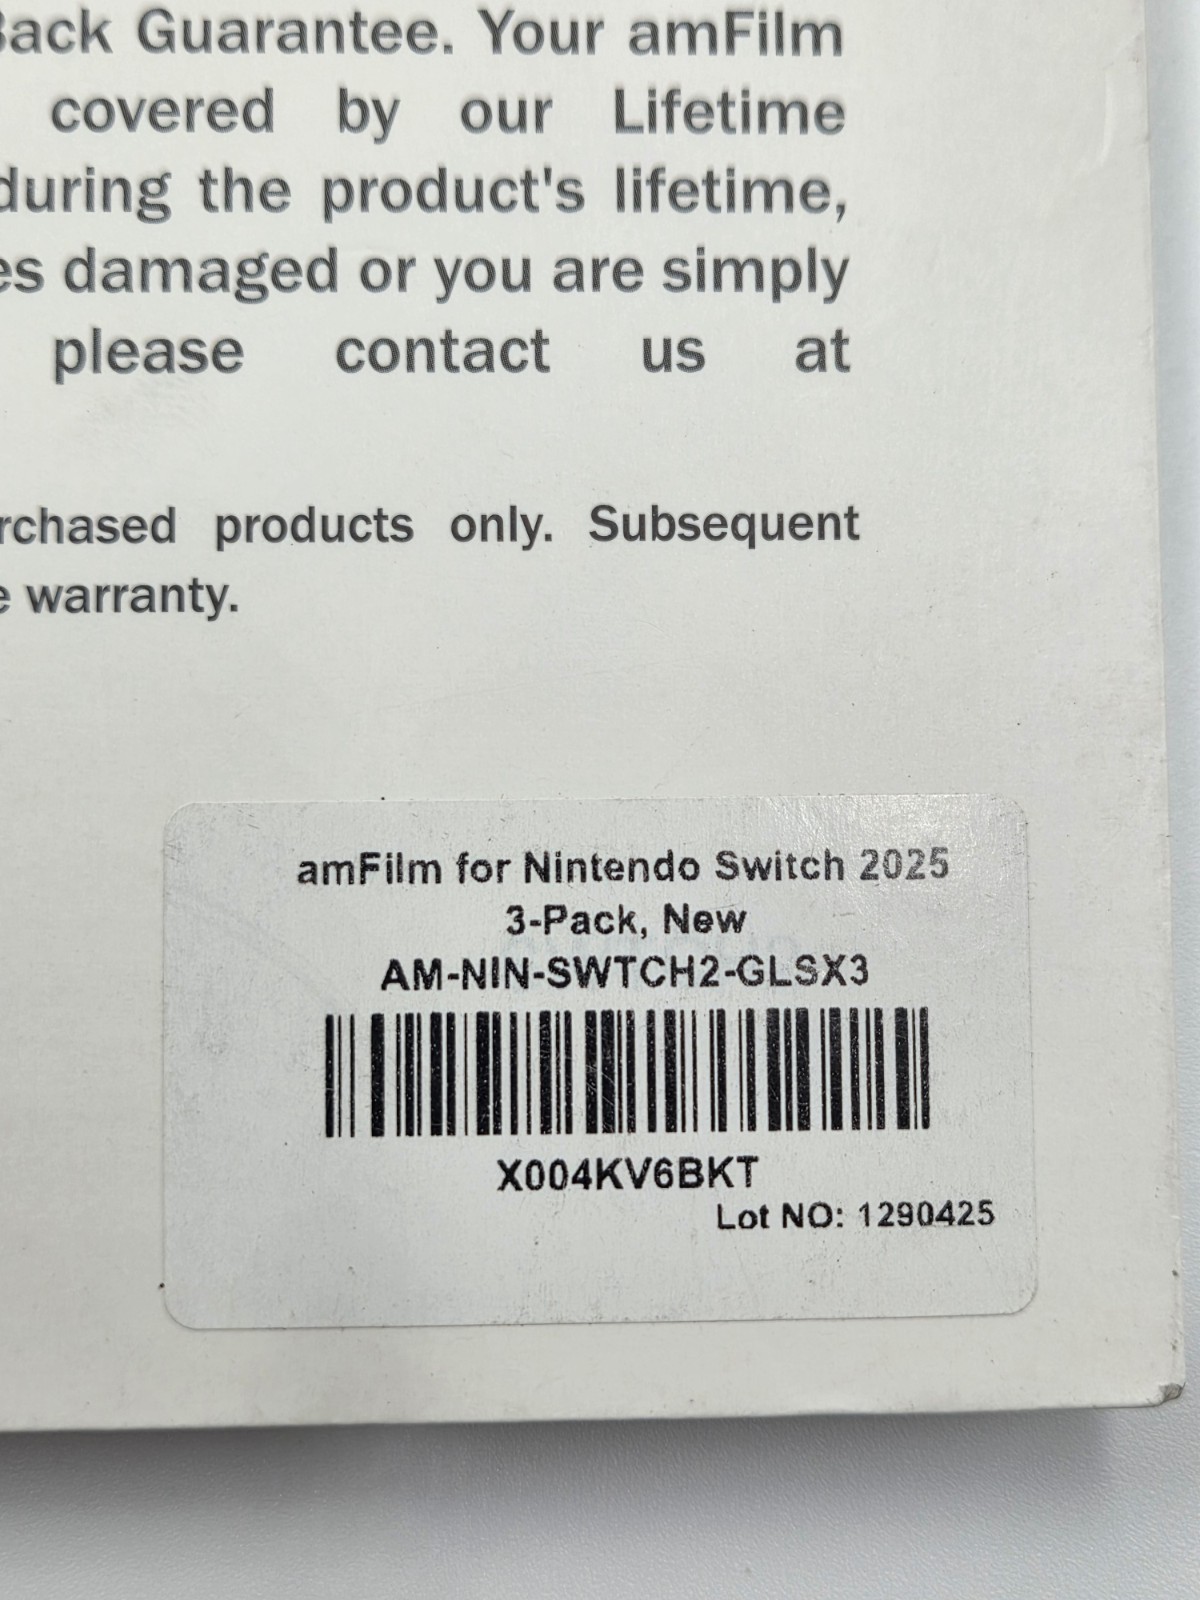 Back Guarantee. Your amFilm
covered by our Lifetime
during the product's lifetime,
damaged or you are simply
please contact us at
products only. Subsequent
warranty.
amFilm for Nintendo Switch 2025
3-Pack, New
AM-NIN-SWTCH2-GLSX3
X004KV6BKT
Lot NO: 1290425